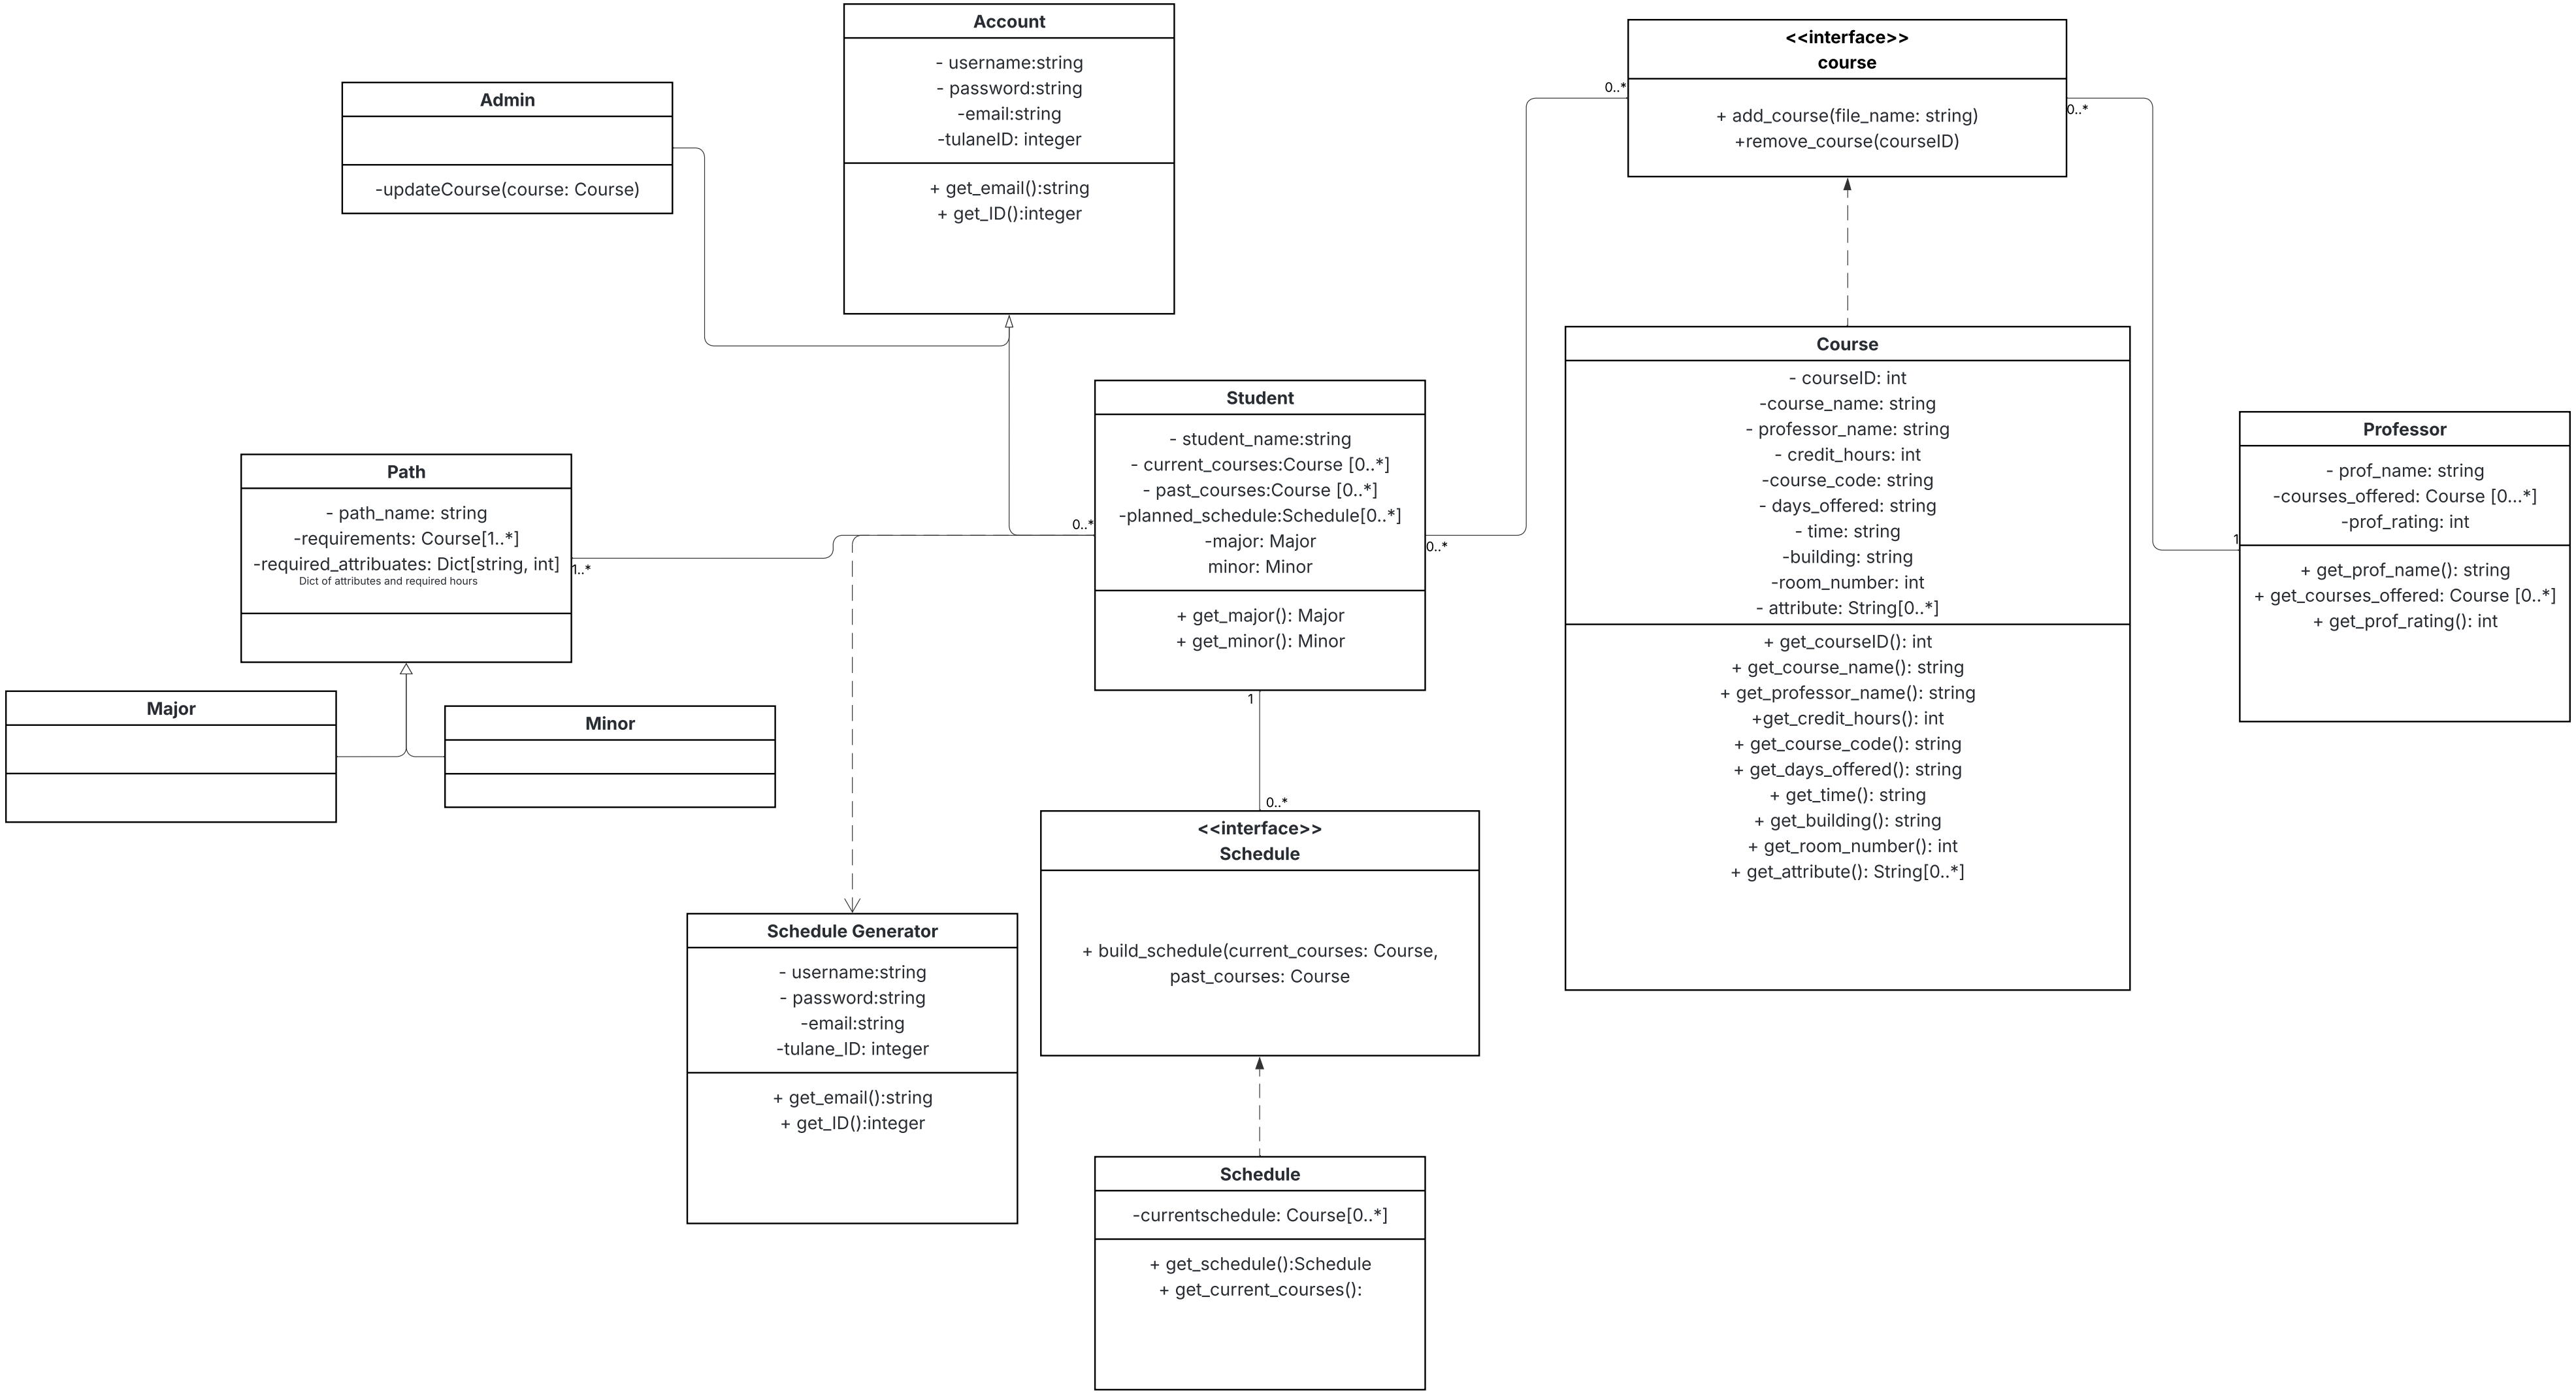 Account
- username:string
- password:string
-email:string
-tulaneID: integer
+ get_email():string
+ get_ID():integer
<<interface>>
course
+ add_course(file_name: string)
+remove_course(courseID)
0..*
0..*
Admin
-updateCourse(course: Course)
Course
- courseID: int
-course_name: string
- professor_name: string
- credit_hours: int
-course_code: string
- days_offered: string
- time: string
-building: string
-room_number: int
- attribute: String[0..*]
+ get_courseID(): int
+ get_course_name(): string
+ get_professor_name(): string
+get_credit_hours(): int
+ get_course_code(): string
+ get_days_offered(): string
+ get_time(): string
+ get_building(): string
+ get_room_number(): int
+ get_attribute(): String[0..*]
Student
- student_name:string
- current_courses:Course [0..*]
- past_courses:Course [0..*]
-planned_schedule:Schedule[0..*]
-major: Major
minor: Minor
+ get_major(): Major
+ get_minor(): Minor
0..*
0..*
1
0..*
Professor
- prof_name: string
-courses_offered: Course [0...*]
-prof_rating: int
+ get_prof_name(): string
+ get_courses_offered: Course [0..*]
+ get_prof_rating(): int
1
Path
- path_name: string
-requirements: Course[1..*]
-required_attribuates: Dict[string, int]
Dict of attributes and required hours
1..*
Major
Minor
<<interface>>
Schedule
+ build_schedule(current_courses: Course,
past_courses: Course
Schedule Generator
- username:string
- password:string
-email:string
-tulane_ID: integer
+ get_email():string
+ get_ID():integer
Schedule
-currentschedule: Course[0..*]
+ get_schedule():Schedule
+ get_current_courses():